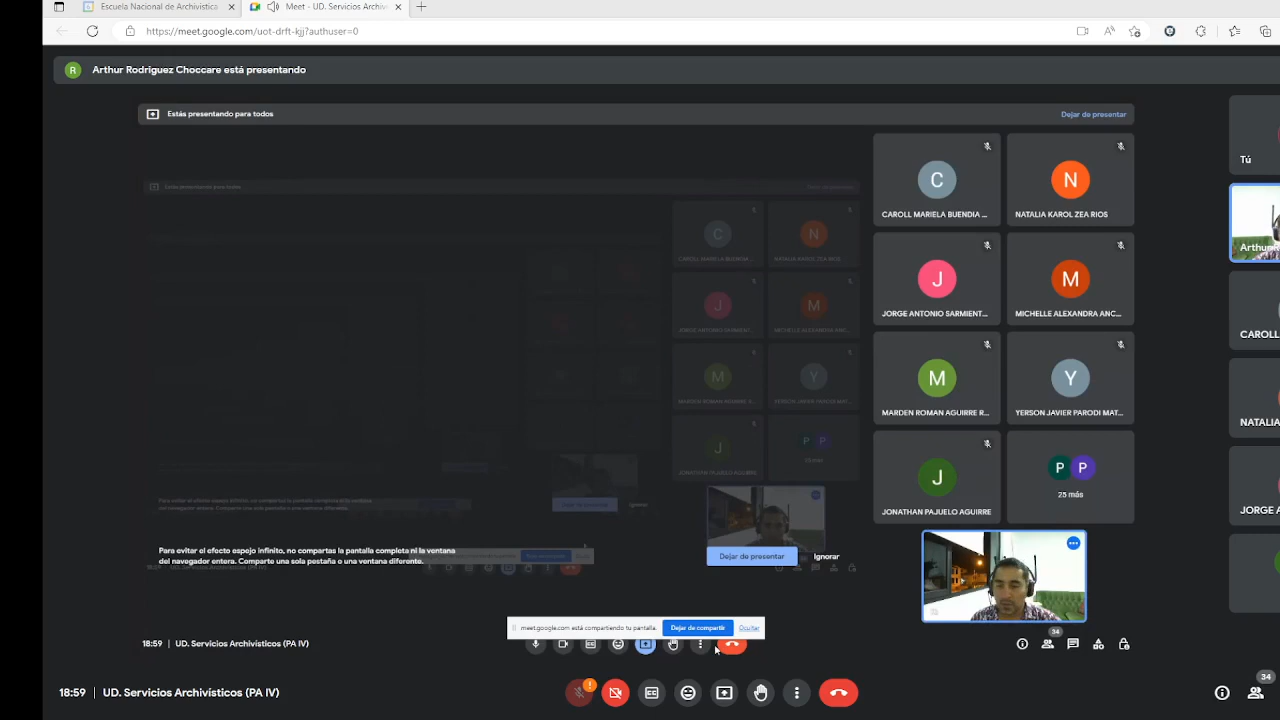 Escuela Nacional de Archivística
Meet - UD. Servicios Archivís
https://meet.google.com/uot-drft-kjj?authuser=0
R
Arthur Rodriguez Choccare está presentando
Estás presentando para todos
Dejar de presentar
Tú
C
CAROLL MARIELA BUENDIA ...
N
NATALIA KAROL ZEA RIOS
Arthur
J
JORGE ANTONIO SARMIENT...
M
MICHELLE ALEXANDRA ANC...
CAROLL
M
MARDEN ROMAN AGUIRRE R...
Y
YERSON JAVIER PARODI MAT...
NATALIA
J
JONATHAN PAJUELO AGUIRRE
P P
25 más
JORGE A
Para evitar el efecto espejo infinito, no compartas la pantalla completa ni la ventana
del navegador entera. Comparte una sola pestaña o una ventana diferente.
Dejar de presentar
Ignorar
meet.google.com está compartiendo tu pantalla.
Dejar de compartir
Ocultar
18:59 | UD. Servicios Archivísticos (PA IV)
34
18:59 | UD. Servicios Archivísticos (PA IV)
34